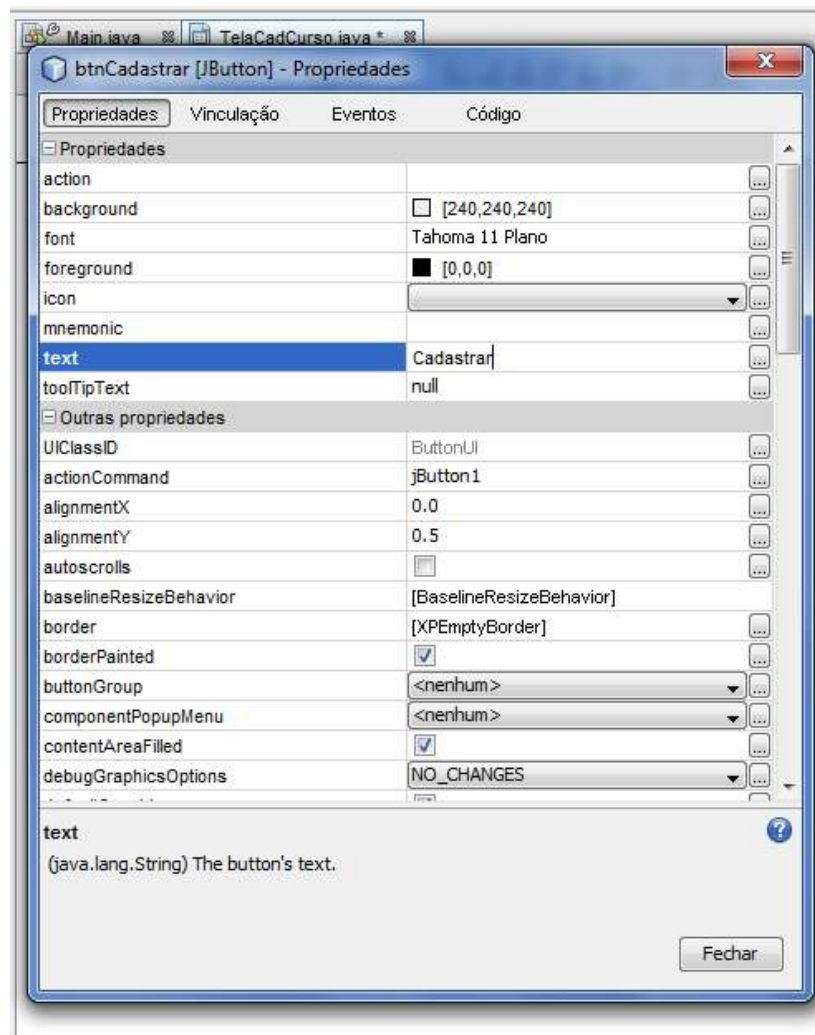 Main.java TelaCadCurso.java *
btnCadastrar [JButton] - Propriedades
Propriedades Vinculação Eventos Código
Propriedades
action ...
background [240,240,240] ...
font Tahoma 11 Plano ...
foreground [0,0,0] ...
icon ...
mnemonic ...
text Cadastrar ...
toolTipText null ...
Outras propriedades
UIClassID ButtonUI ...
actionCommand jButton1 ...
alignmentX 0.0 ...
alignmentY 0.5 ...
autoscrolls ...
baselineResizeBehavior [BaselineResizeBehavior]
border [XPEmptyBorder] ...
borderPainted ...
buttonGroup <nenhum> ...
componentPopupMenu <nenhum> ...
contentAreaFilled ...
debugGraphicsOptions NO_CHANGES ...
text
(java.lang.String) The button's text.
Fechar